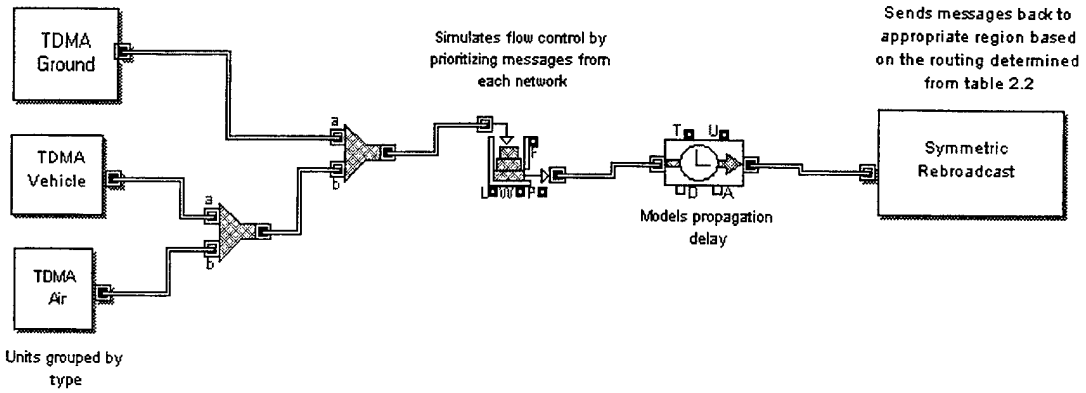 TDMA
Ground
TDMA
Vehicle
TDMA
Air
Units grouped by
type
a
b
a
b
Simulates flow control by
prioritizing messages from
each network
F
L W P
T U
D A
Models propagation
delay
Sends messages back to
appropriate region based
on the routing determined
from table 2.2
Symmetric
Rebroadcast